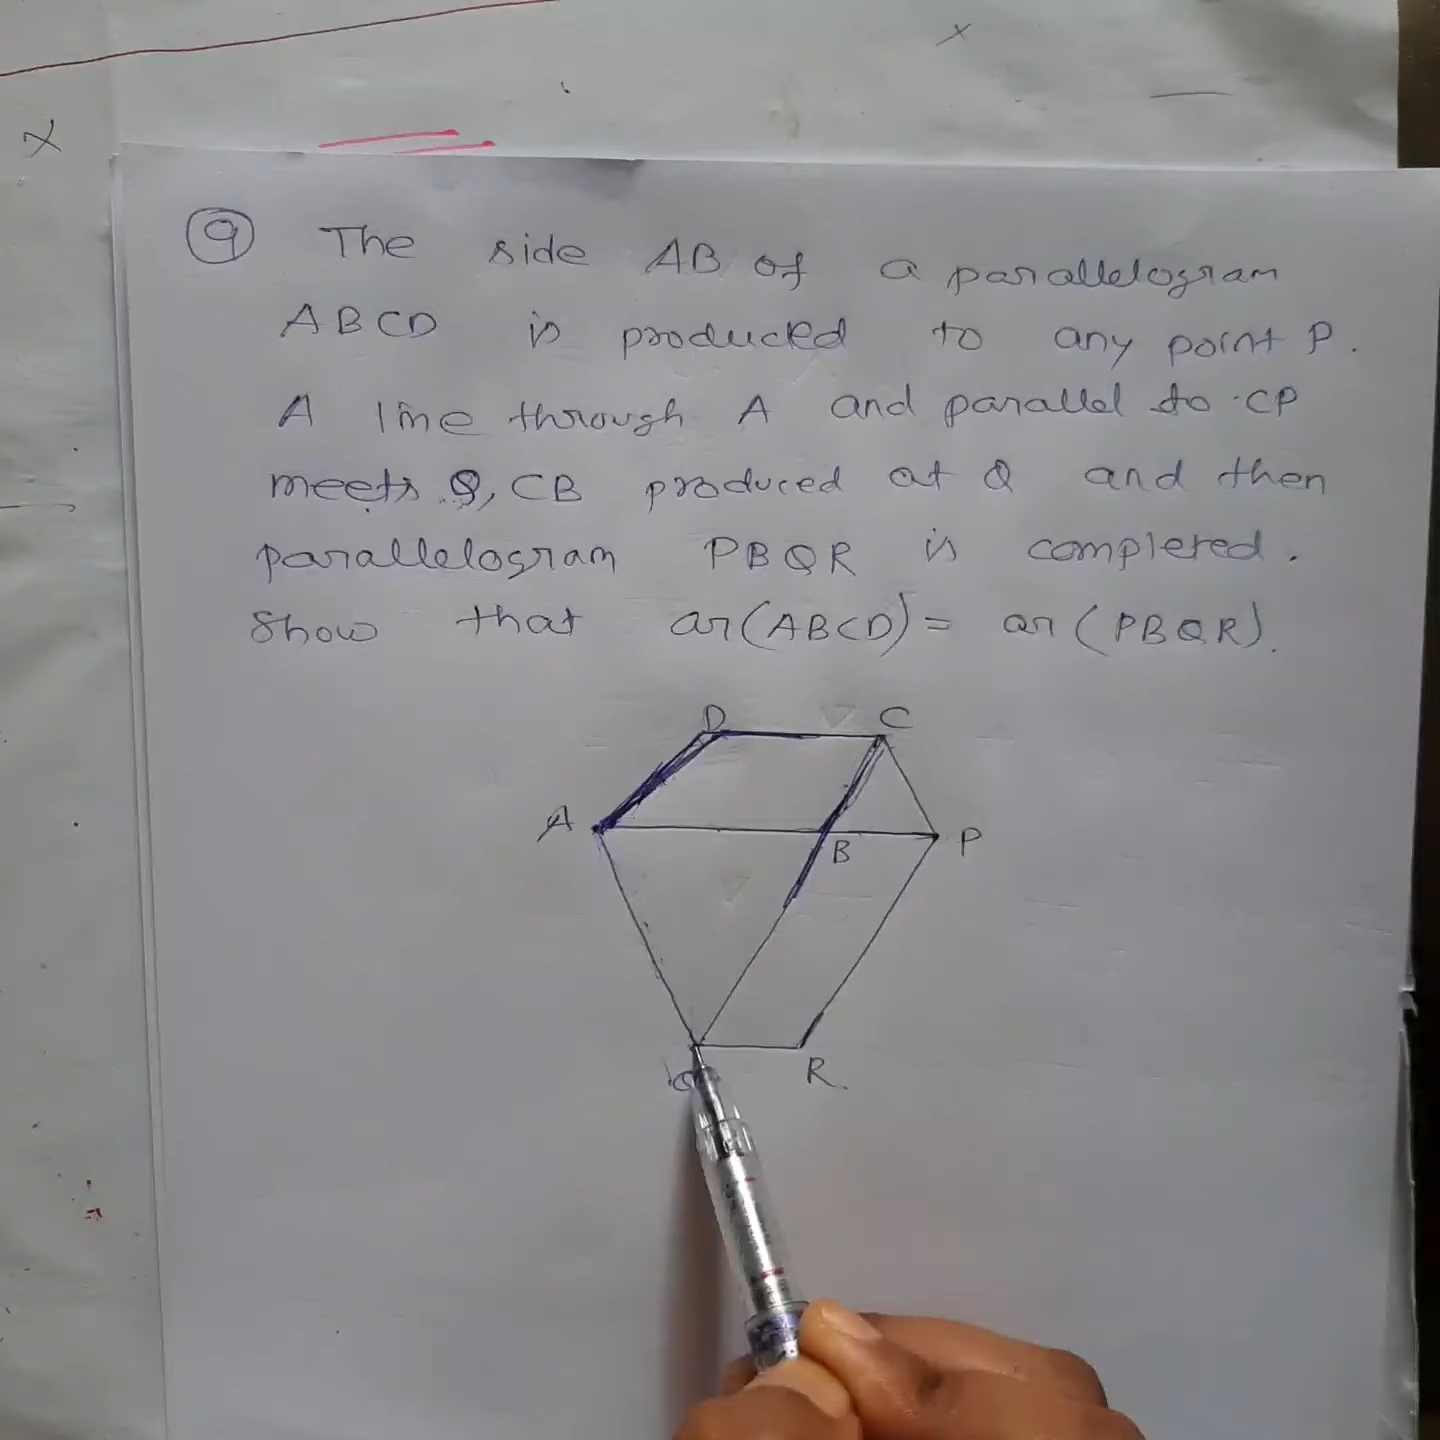 9 The side AB of a parallelogram
ABCD is produced to any point P.
A line through A and parallel to CP
meets Q, CB produced at Q and then
parallelogram PBQR is completed.
Show that ar(ABCD) = ar(PBQR).
D C
A B P
Q R